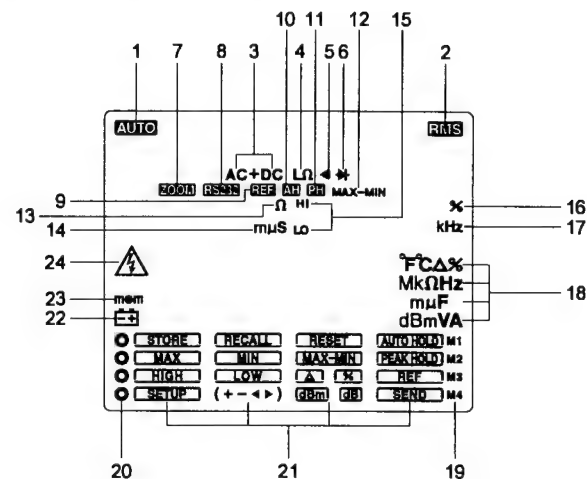 10 11 12 15
1 7 8 3 4 5 6 2
AUTO RMS
AC+DC LΩ
ZOOM RS232 REF AH PH MAX–MIN
9
13 Ω HI % 16
14 mµS LO kHz 17
24 °F°CΔ%
MkΩHz 18
23 mem mµF
22 dBmVA
STORE RECALL RESET AUTO HOLD M1
MAX MIN MAX–MIN PEAK HOLD M2
HIGH LOW Δ % REF M3
SETUP (+ – ◂ ▸) dBm dB SEND M4
20 21 19